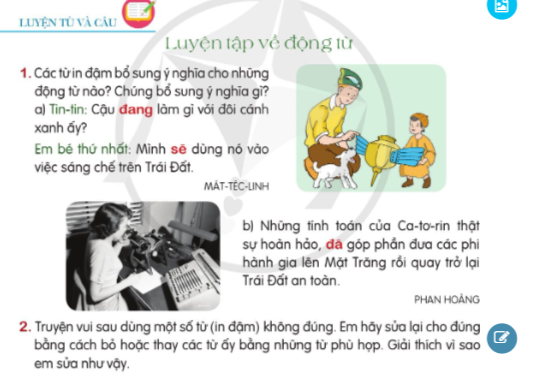 LUYỆN TỪ VÀ CÂU
Luyện tập về động từ
1. Các từ in đậm bổ sung ý nghĩa cho những
động từ nào? Chúng bổ sung ý nghĩa gì?
a) Tin-tin: Cậu đang làm gì với đôi cánh
xanh ấy?
Em bé thứ nhất: Mình sẽ dùng nó vào
việc sáng chế trên Trái Đất.
MÁT-TÉC-LINH
b) Những tính toán của Ca-to-rin thật
sự hoàn hảo, đã góp phần đưa các phi
hành gia lên Mặt Trăng rồi quay trở lại
Trái Đất an toàn.
PHAN HOÀNG
2. Truyện vui sau dùng một số từ (in đậm) không đúng. Em hãy sửa lại cho đúng
bằng cách bỏ hoặc thay các từ ấy bằng những từ phù hợp. Giải thích vì sao
em sửa như vậy.